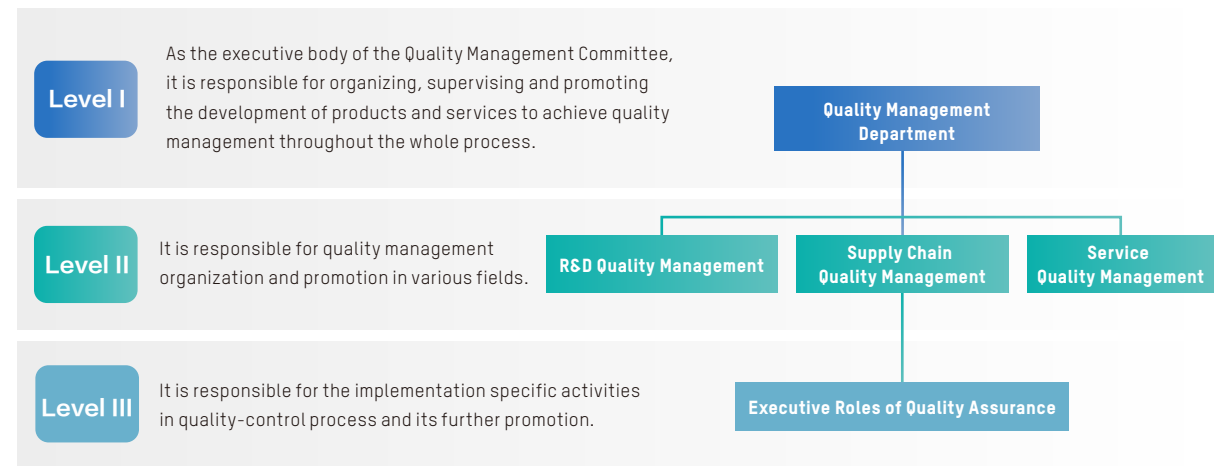 Level I
As the executive body of the Quality Management Committee,
it is responsible for organizing, supervising and promoting
the development of products and services to achieve quality
management throughout the whole process.
Quality Management
Department
Level II
It is responsible for quality management
organization and promotion in various fields.
R&D Quality Management
Supply Chain
Quality Management
Service
Quality Management
Level III
It is responsible for the implementation specific activities
in quality-control process and its further promotion.
Executive Roles of Quality Assurance